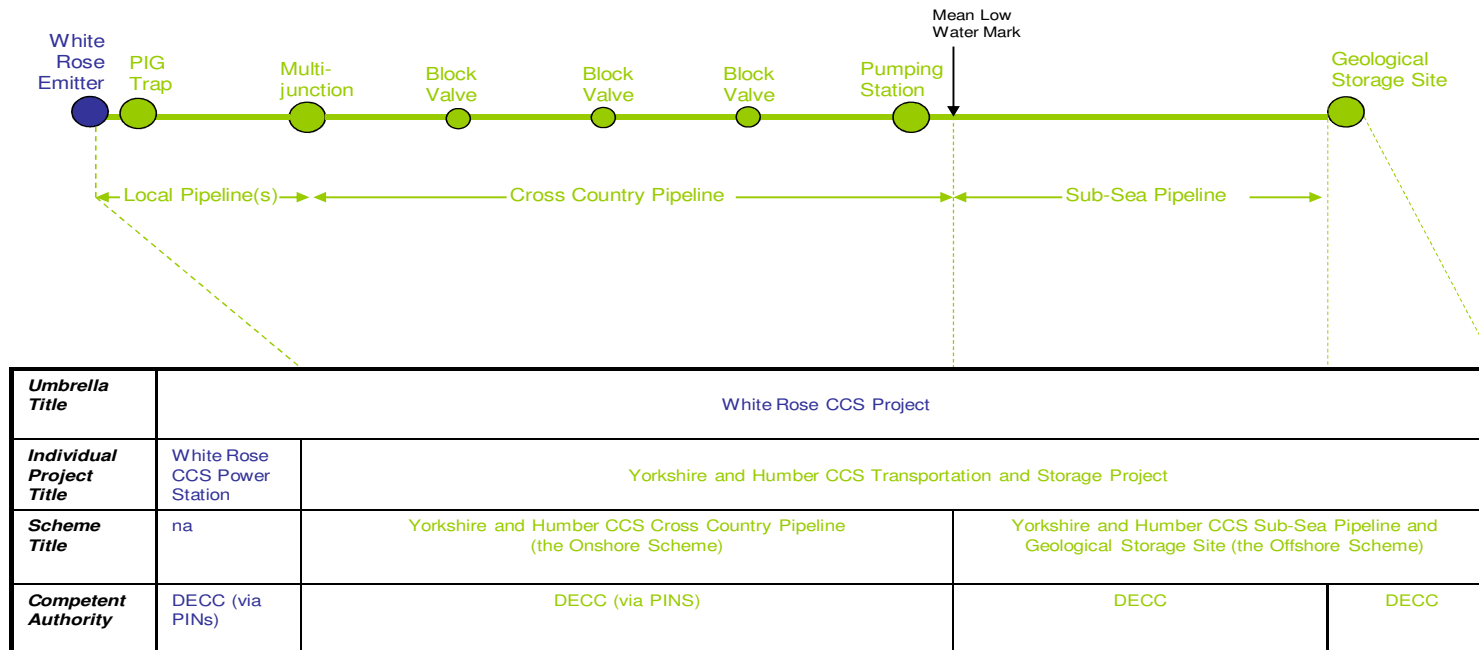 Mean Low
Water Mark
White
Rose
Emitter
PIG
Trap
Multi-
junction
Block
Valve
Block
Valve
Block
Valve
Pumping
Station
Geological
Storage Site
Local Pipeline(s)
Cross Country Pipeline
Sub-Sea Pipeline
Umbrella
Title
White Rose CCS Project
Individual
Project
Title
White Rose
CCS Power
Station
Yorkshire and Humber CCS Transportation and Storage Project
Scheme
Title
na
Yorkshire and Humber CCS Cross Country Pipeline
(the Onshore Scheme)
Yorkshire and Humber CCS Sub-Sea Pipeline and
Geological Storage Site (the Offshore Scheme)
Competent
Authority
DECC (via
PINs)
DECC (via PINS)
DECC
DECC